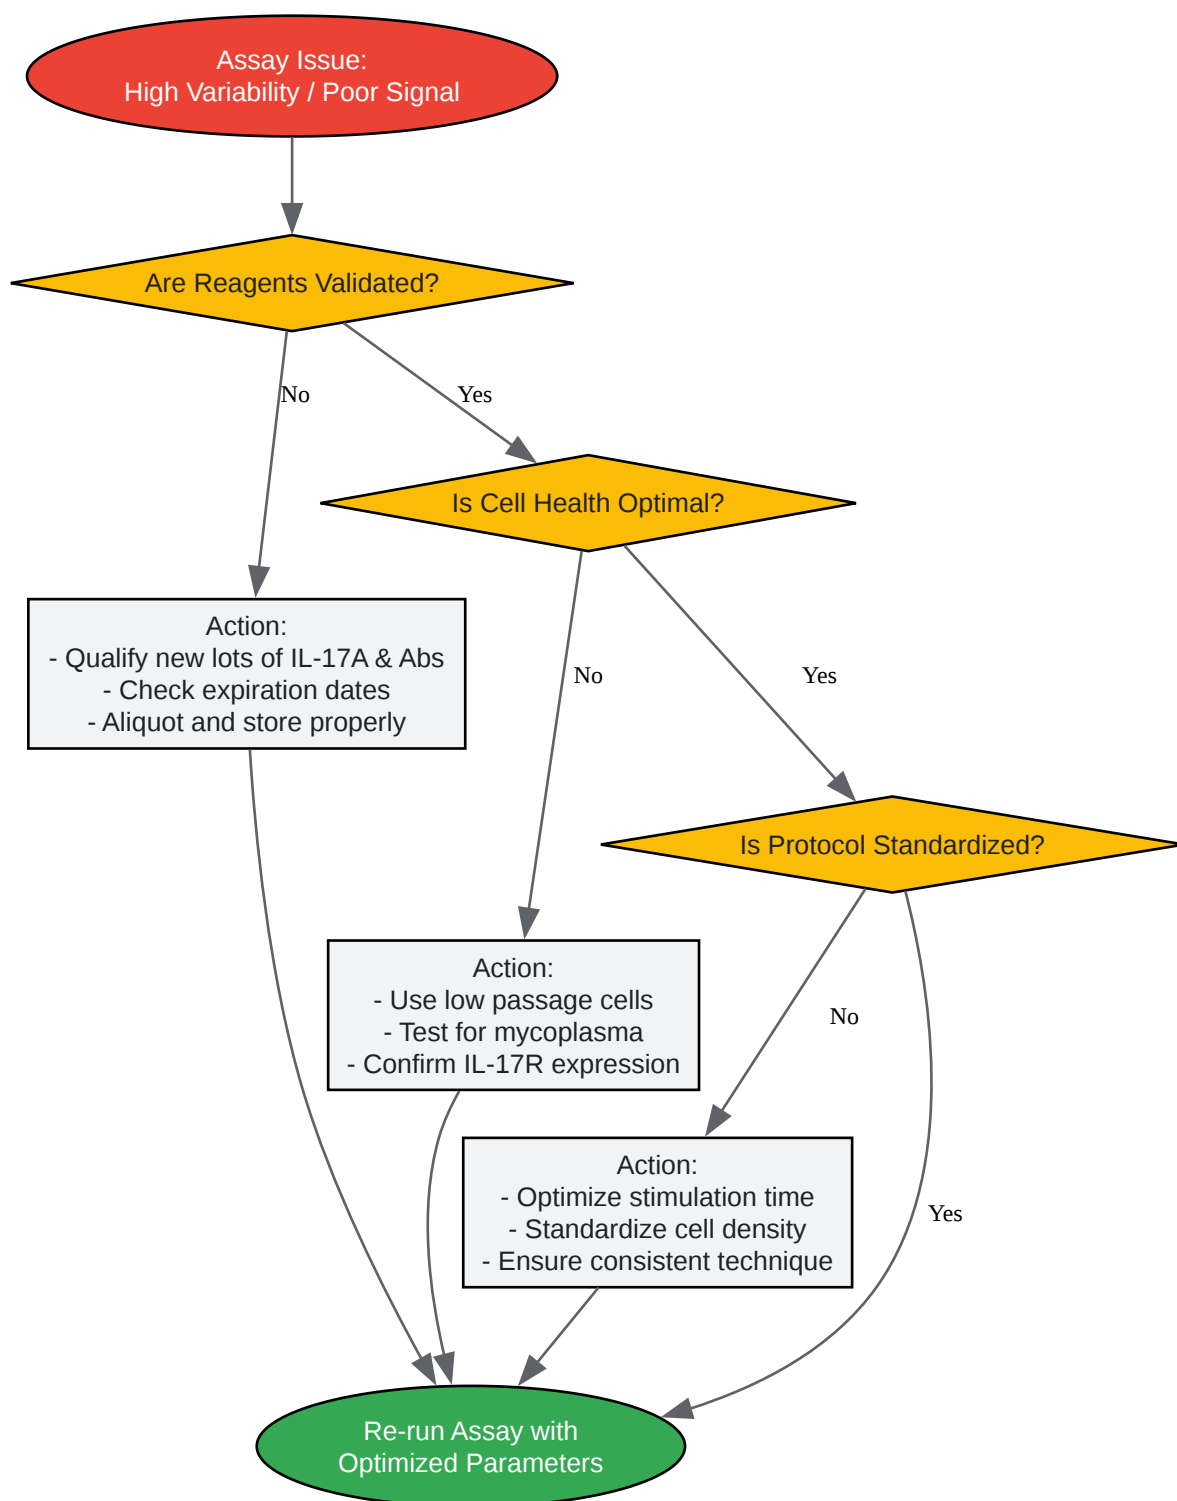 Assay Issue:
High Variability / Poor Signal
Are Reagents Validated?
No
Yes
Is Cell Health Optimal?
Action:
- Qualify new lots of IL-17A & Abs
- Check expiration dates
- Aliquot and store properly
No
Yes
Is Protocol Standardized?
Action:
- Use low passage cells
- Test for mycoplasma
- Confirm IL-17R expression
No
Action:
- Optimize stimulation time
- Standardize cell density
- Ensure consistent technique
Yes
Re-run Assay with
Optimized Parameters